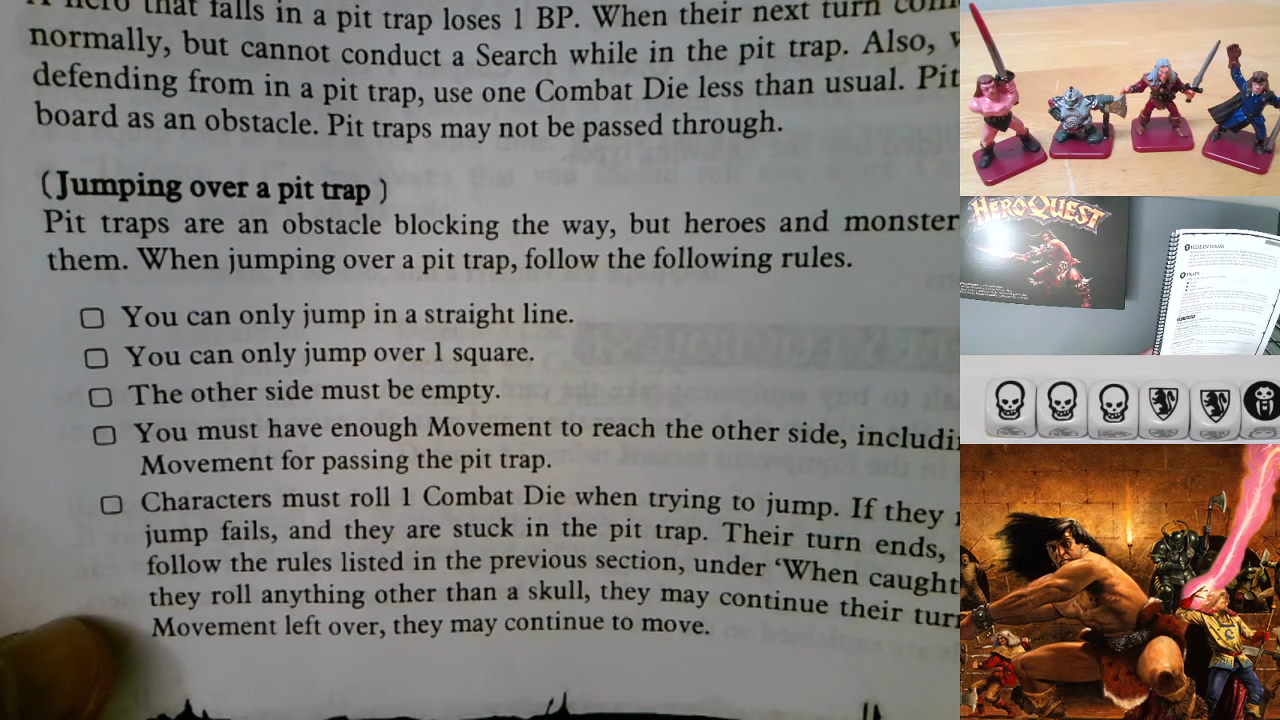 hero that falls in a pit trap loses 1 BP. When their next turn
normally, but cannot conduct a Search while in the pit trap. Also,
defending from in a pit trap, use one Combat Die less than usual. Pit
board as an obstacle. Pit traps may not be passed through.
(Jumping over a pit trap )
Pit traps are an obstacle blocking the way, but heroes and monster
them. When jumping over a pit trap, follow the following rules.
You can only jump in a straight line.
You can only jump over 1 square.
The other side must be empty.
You must have enough Movement to reach the other side, includi
Movement for passing the pit trap.
Characters must roll 1 Combat Die when trying to jump. If they
jump fails, and they are stuck in the pit trap. Their turn ends,
follow the rules listed in the previous section, under ‘When caught
they roll anything other than a skull, they may continue their turn
Movement left over, they may continue to move.
HEROQUEST